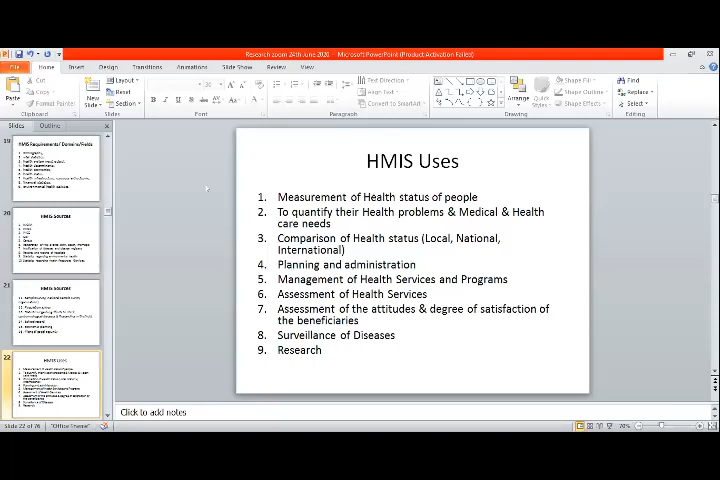 Research zoom 24th June 2020 - Microsoft PowerPoint (Product Activation Failed)
File Home Insert Design Transitions Animations Slide Show Review View
Cut
Copy
Format Painter
Paste
Clipboard
New Slide
Layout
Reset
Section
Slides
Font
Text Direction
Align Text
Convert to SmartArt
Paragraph
Arrange
Quick Styles
Shape Fill
Shape Outline
Shape Effects
Drawing
Find
Replace
Select
Editing
Slides Outline
19
HMIS Requirements/ Domains/Fields
20
HMIS Sources
21
HMIS Sources
22
HMIS Uses
HMIS Uses
1. Measurement of Health status of people
2. To quantify their Health problems & Medical & Health
care needs
3. Comparison of Health status (Local, National,
International)
4. Planning and administration
5. Management of Health Services and Programs
6. Assessment of Health Services
7. Assessment of the attitudes & degree of satisfaction of
the beneficiaries
8. Surveillance of Diseases
9. Research
Click to add notes
Slide 22 of 76 "Office Theme" 70%